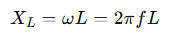 X_L = ωL = 2πfL